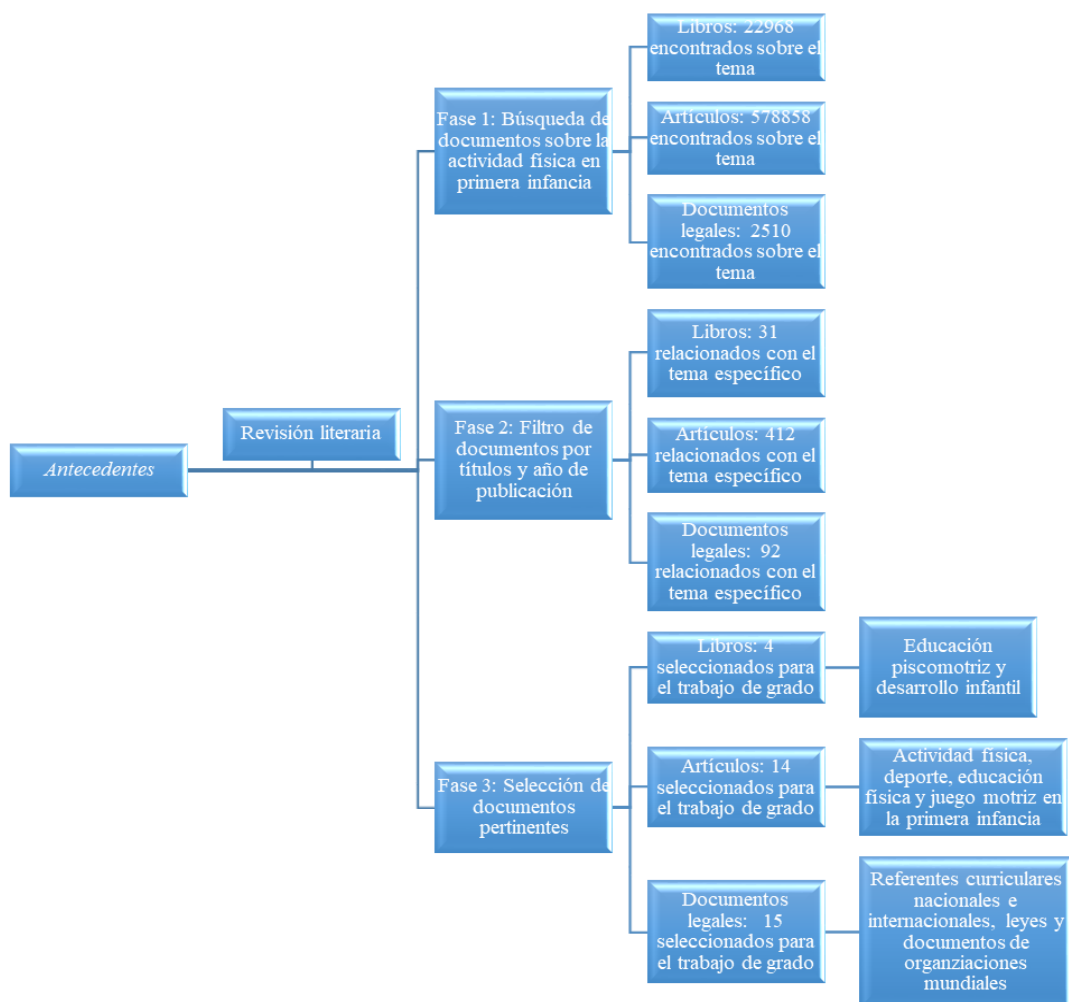 Antecedentes
Revisión literaria
Fase 1: Búsqueda de
documentos sobre la
actividad física en
primera infancia
Libros: 22968
encontrados sobre el
tema
Artículos: 578858
encontrados sobre el
tema
Documentos
legales: 2510
encontrados sobre el
tema
Fase 2: Filtro de
documentos por
títulos y año de
publicación
Libros: 31
relacionados con el
tema específico
Artículos: 412
relacionados con el
tema específico
Documentos
legales: 92
relacionados con el
tema específico
Fase 3: Selección de
documentos
pertinentes
Libros: 4
seleccionados para
el trabajo de grado
Educación
piscomotriz y
desarrollo infantil
Artículos: 14
seleccionados para
el trabajo de grado
Actividad física,
deporte, educación
física y juego motriz en
la primera infancia
Documentos
legales: 15
seleccionados para
el trabajo de grado
Referentes curriculares
nacionales e
internacionales, leyes y
documentos de
organziaciones
mundiales